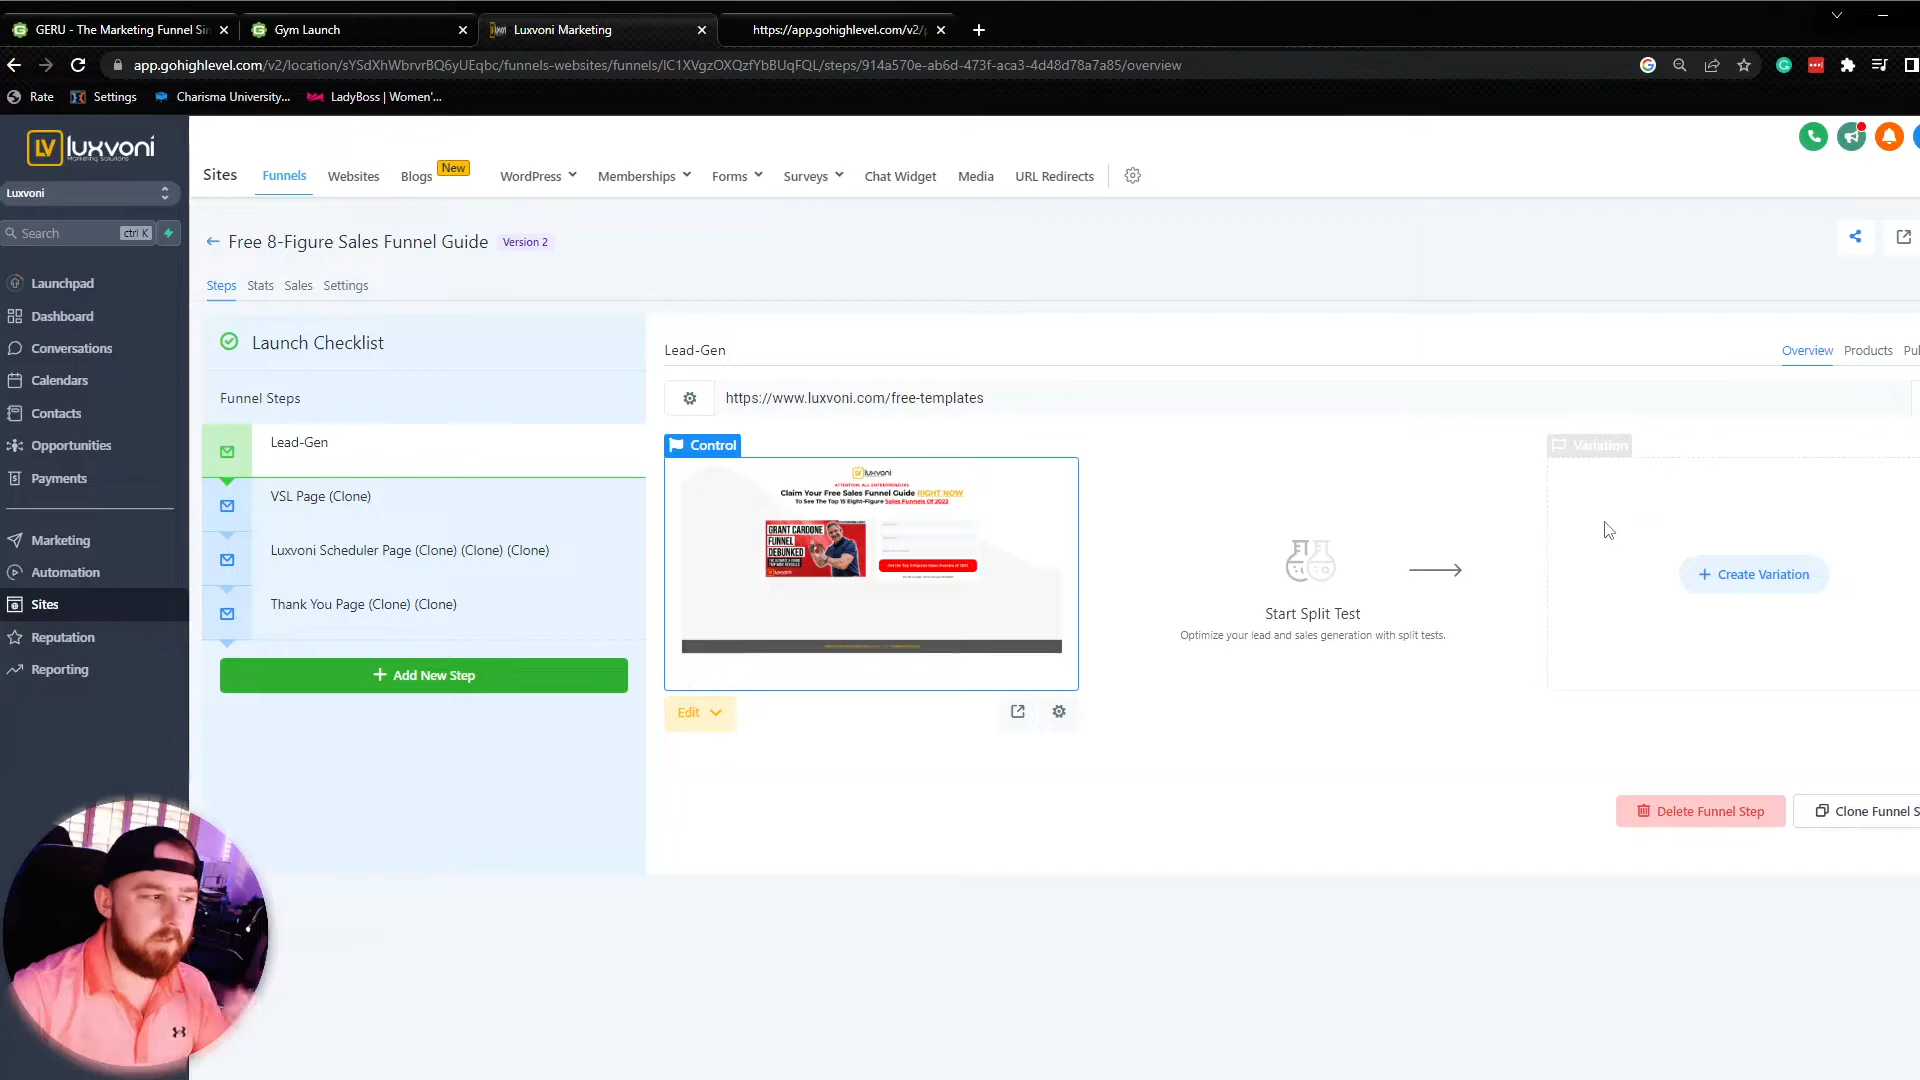 GERU - The Marketing Funnel Sir
Gym Launch
Luxvoni Marketing
https://app.gohighlevel.com/v2/
app.gohighlevel.com/v2/location/sYSdXhWbrvrBQ6yUEqbc/funnels-websites/funnels/lC1XVgzOXQzfYbBUqFQL/steps/914a570e-ab6d-473f-aca3-4d48d78a7a85/overview
Rate
Settings
Charisma University...
LadyBoss | Women'...
LV luxvoni
Luxvoni
Search
ctrl K
Launchpad
Dashboard
Conversations
Calendars
Contacts
Opportunities
Payments
Marketing
Automation
Sites
Reputation
Reporting
Sites
Funnels
Websites
Blogs
New
WordPress
Memberships
Forms
Surveys
Chat Widget
Media
URL Redirects
Free 8-Figure Sales Funnel Guide
Version 2
Steps
Stats
Sales
Settings
Launch Checklist
Funnel Steps
Lead-Gen
VSL Page (Clone)
Luxvoni Scheduler Page (Clone) (Clone) (Clone)
Thank You Page (Clone) (Clone)
+ Add New Step
Lead-Gen
Overview
Products
Pul
https://www.luxvoni.com/free-templates
Control
LV luxvoni
ATTENTION: ALL ENTREPRENEURS
Claim Your Free Sales Funnel Guide RIGHT NOW
To See The Top 15 Eight-Figure Sales Funnels Of 2022
GRANT CARDONE
FUNNEL
DEBUNKED
Edit
Start Split Test
Optimize your lead and sales generation with split tests.
Variation
+ Create Variation
Delete Funnel Step
Clone Funnel S